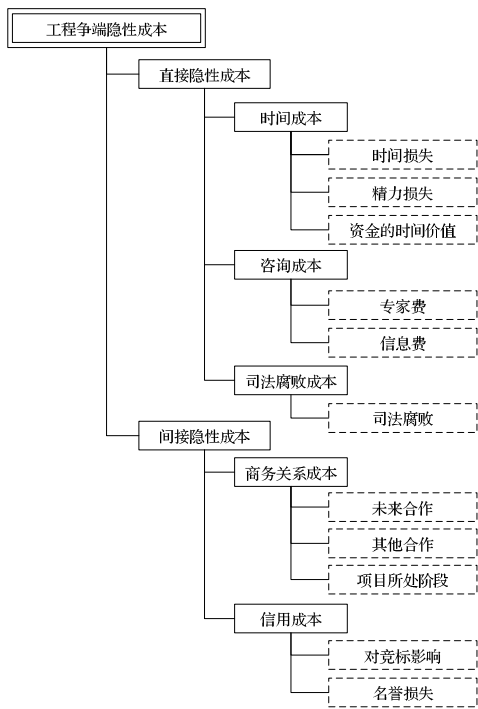 工程争端隐性成本
直接隐性成本
时间成本
时间损失
精力损失
资金的时间价值
咨询成本
专家费
信息费
司法腐败成本
司法腐败
间接隐性成本
商务关系成本
未来合作
其他合作
项目所处阶段
信用成本
对竞标影响
名誉损失